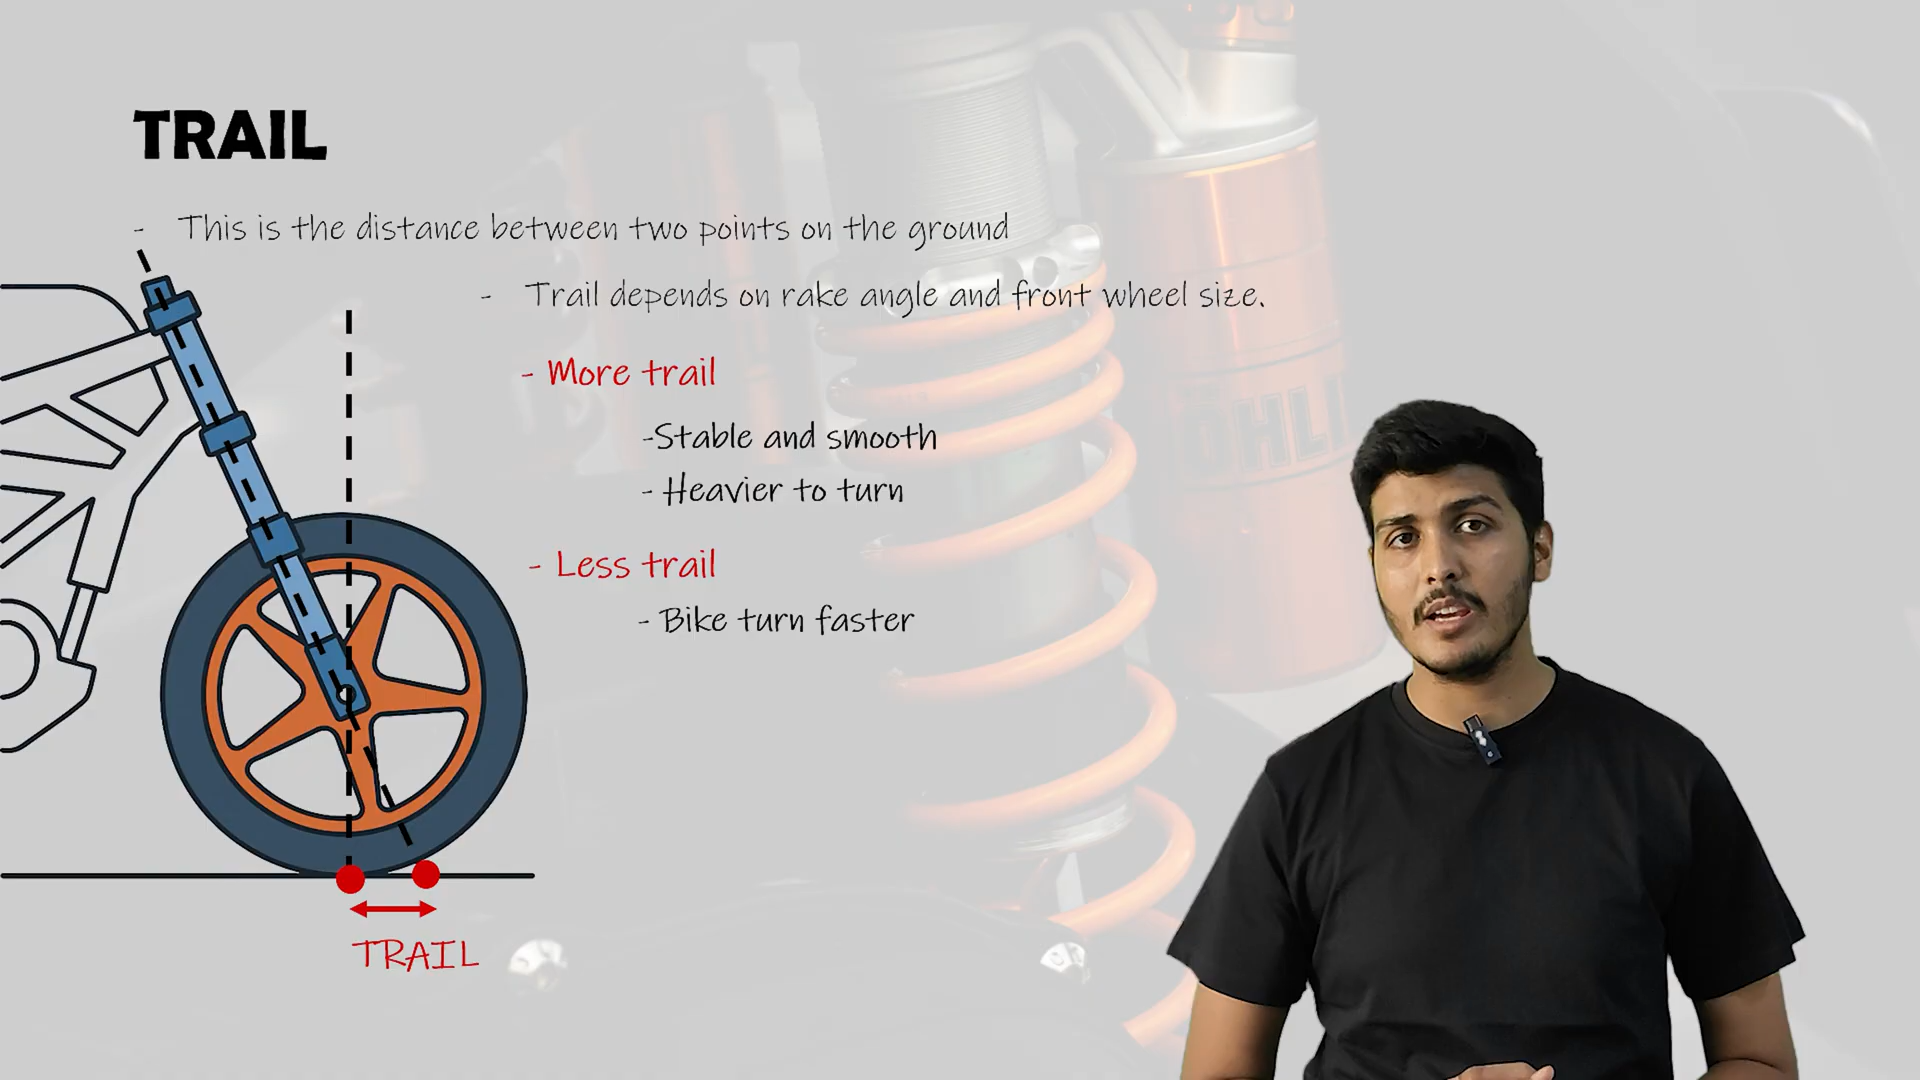 TRAIL
- This is the distance between two points on the ground
- Trail depends on rake angle and front wheel size.
- More trail
-Stable and smooth
- Heavier to turn
- Less trail
- Bike turn faster
TRAIL
ÖHLI